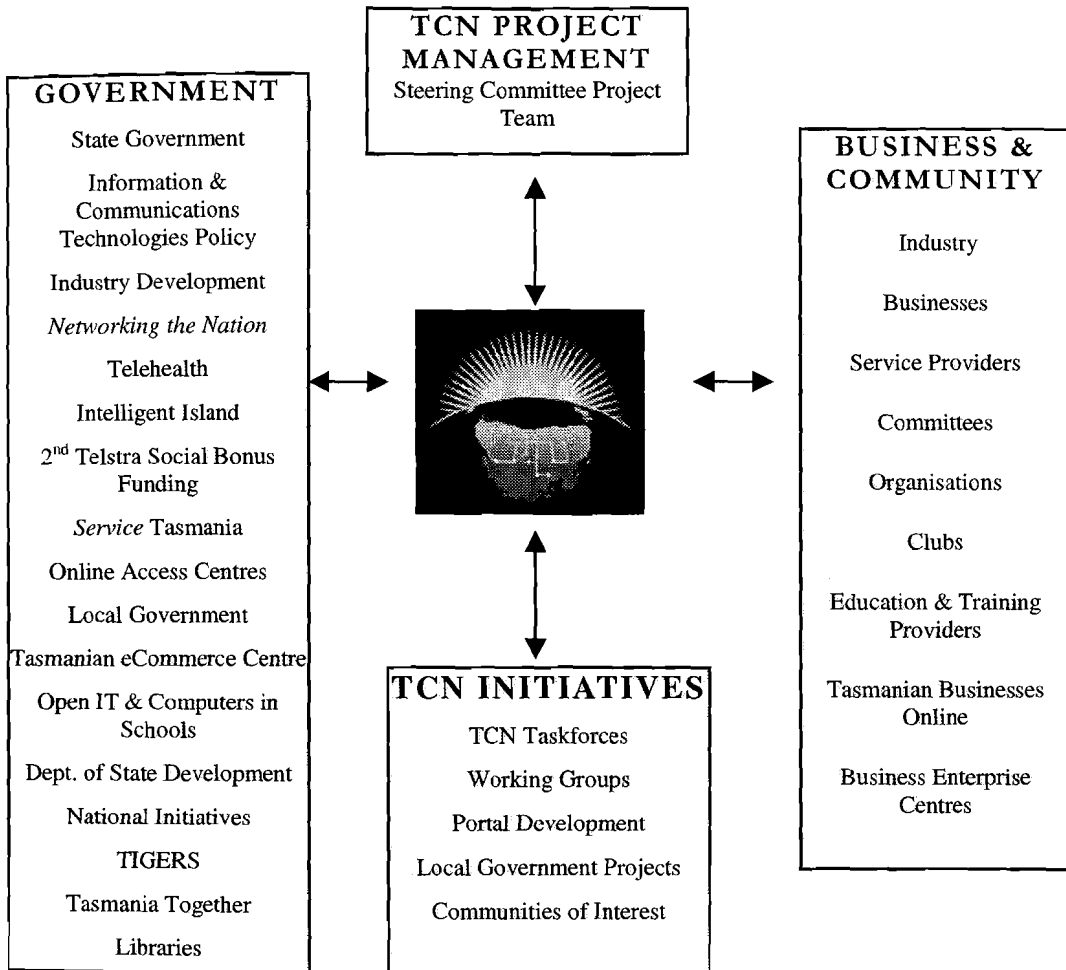 TCN PROJECT
MANAGEMENT
Steering Committee Project
Team
GOVERNMENT
State Government
Information &
Communications
Technologies Policy
Industry Development
Networking the Nation
Telehealth
Intelligent Island
2nd Telstra Social Bonus
Funding
Service Tasmania
Online Access Centres
Local Government
Tasmanian eCommerce Centre
Open IT & Computers in
Schools
Dept. of State Development
National Initiatives
TIGERS
Tasmania Together
Libraries
BUSINESS &
COMMUNITY
Industry
Businesses
Service Providers
Committees
Organisations
Clubs
Education & Training
Providers
Tasmanian Businesses
Online
Business Enterprise
Centres
TCN INITIATIVES
TCN Taskforces
Working Groups
Portal Development
Local Government Projects
Communities of Interest